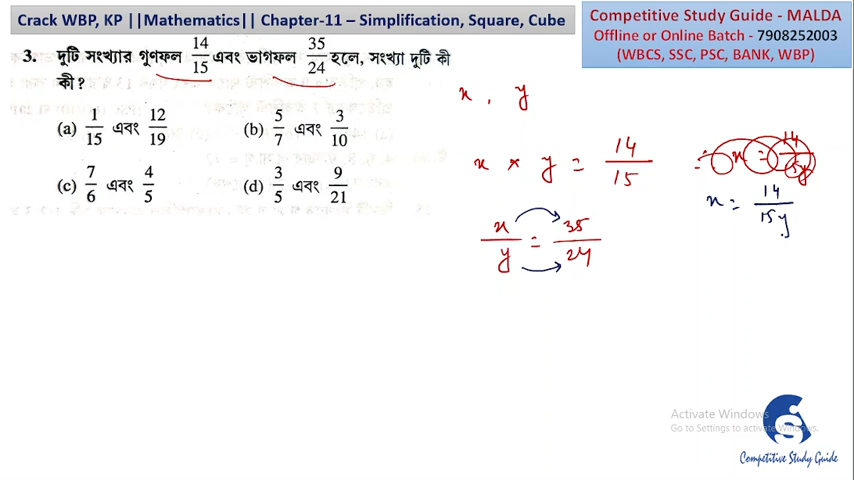 Crack WBP, KP ||Mathematics|| Chapter-11 – Simplification, Square, Cube
Competitive Study Guide - MALDA
Offline or Online Batch - 7908252003
(WBCS, SSC, PSC, BANK, WBP)
3. দুটি সংখ্যার গুণফল 14/15 এবং ভাগফল 35/24 হলে, সংখ্যা দুটি কী
কী?
(a) 1/15 এবং 12/19 (b) 5/7 এবং 3/10
(c) 7/6 এবং 4/5 (d) 3/5 এবং 9/21
x , y
x × y = 14/15
x/y = 35/24
x = 14/15y
Activate Windows
Go to Settings to activate Windows.
Competitive Study Guide